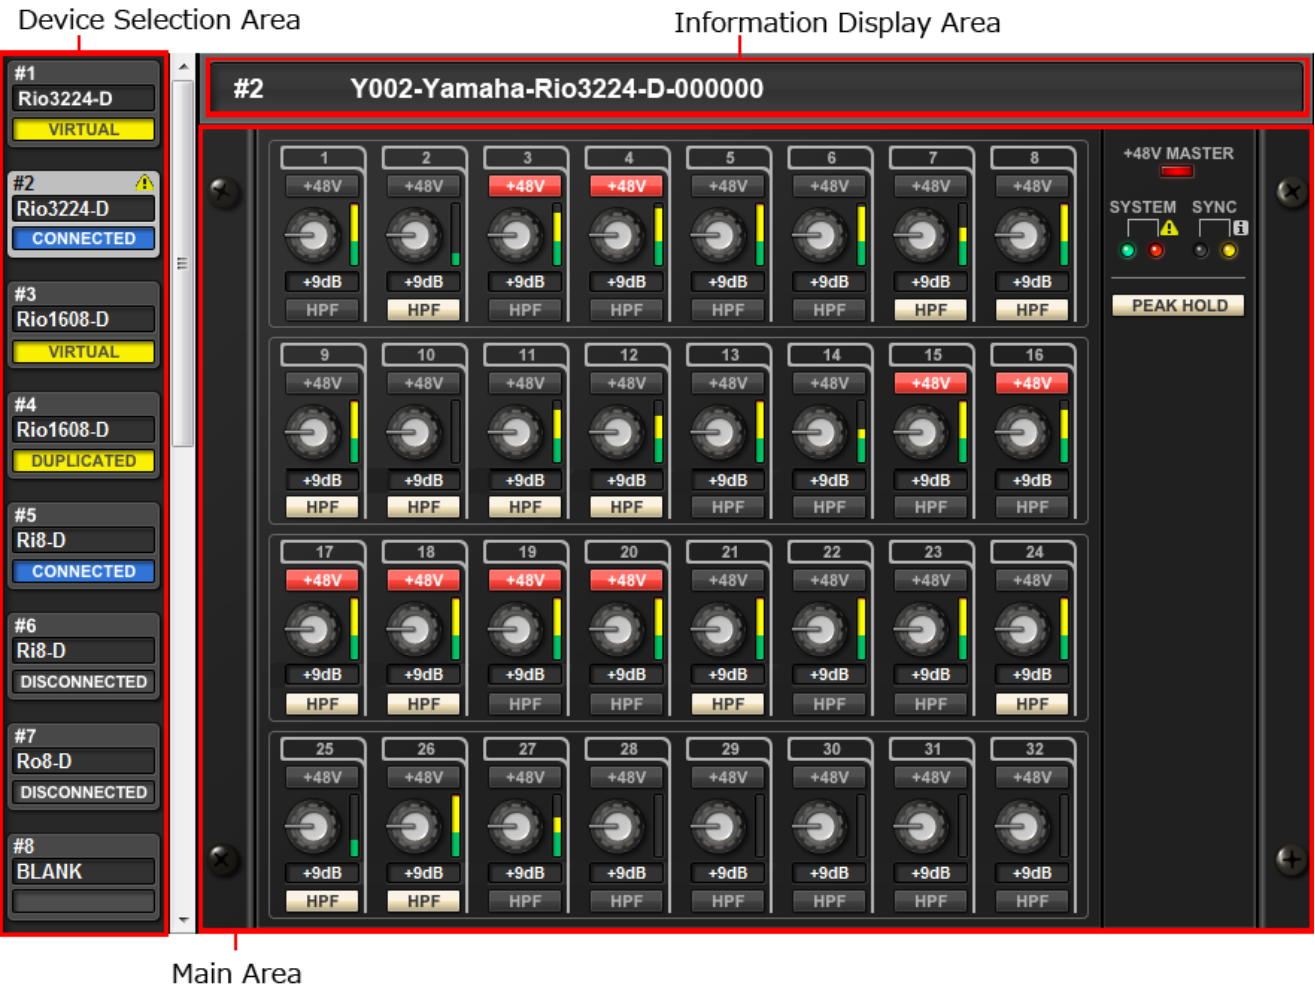 Device Selection Area
Information Display Area
#1
Rio3224-D
VIRTUAL
#2
Rio3224-D
CONNECTED
#3
Rio1608-D
VIRTUAL
#4
Rio1608-D
DUPLICATED
#5
Ri8-D
CONNECTED
#6
Ri8-D
DISCONNECTED
#7
Ro8-D
DISCONNECTED
#8
BLANK
#2 Y002-Yamaha-Rio3224-D-000000
1 2 3 4 5 6 7 8
+48V +48V +48V +48V +48V +48V +48V +48V
+9dB +9dB +9dB +9dB +9dB +9dB +9dB +9dB
HPF HPF HPF HPF HPF HPF HPF HPF
9 10 11 12 13 14 15 16
+48V +48V +48V +48V +48V +48V +48V +48V
+9dB +9dB +9dB +9dB +9dB +9dB +9dB +9dB
HPF HPF HPF HPF HPF HPF HPF HPF
17 18 19 20 21 22 23 24
+48V +48V +48V +48V +48V +48V +48V +48V
+9dB +9dB +9dB +9dB +9dB +9dB +9dB +9dB
HPF HPF HPF HPF HPF HPF HPF HPF
25 26 27 28 29 30 31 32
+48V +48V +48V +48V +48V +48V +48V +48V
+9dB +9dB +9dB +9dB +9dB +9dB +9dB +9dB
HPF HPF HPF HPF HPF HPF HPF HPF
+48V MASTER
SYSTEM SYNC
PEAK HOLD
Main Area